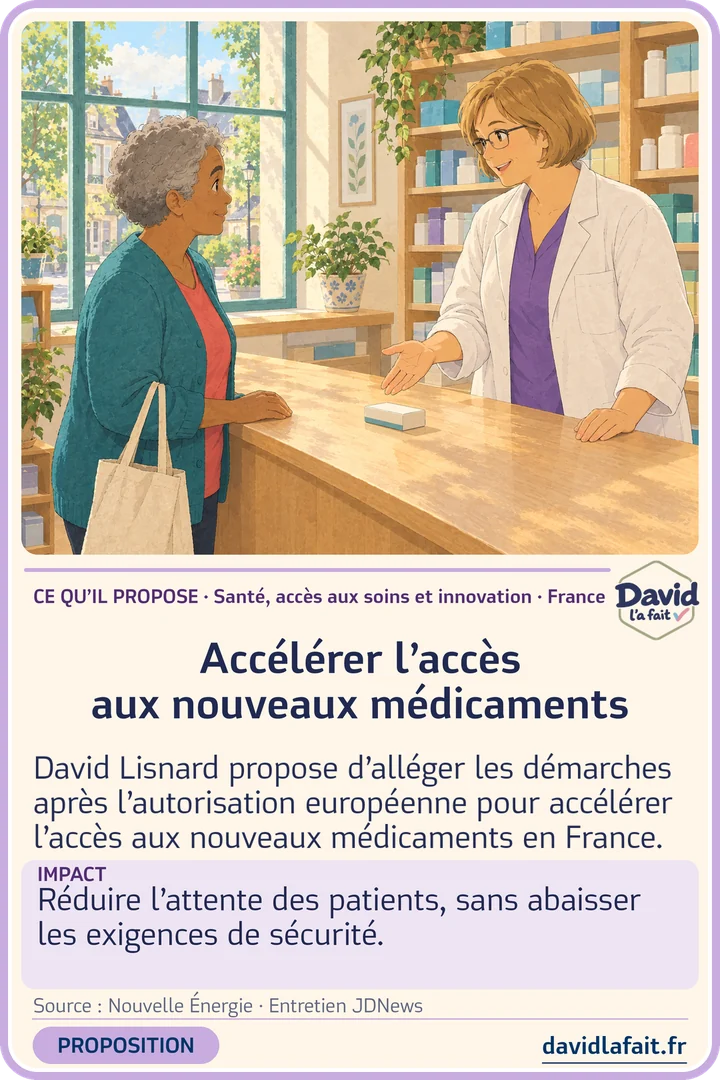 CE QU’IL PROPOSE · Santé, accès aux soins et innovation · France
David
l’a fait
Accélérer l’accès
aux nouveaux médicaments
David Lisnard propose d’alléger les démarches
après l’autorisation européenne pour accélérer
l’accès aux nouveaux médicaments en France.
IMPACT
Réduire l’attente des patients, sans abaisser
les exigences de sécurité.
Source : Nouvelle Énergie · Entretien JDNews
PROPOSITION
davidlafait.fr